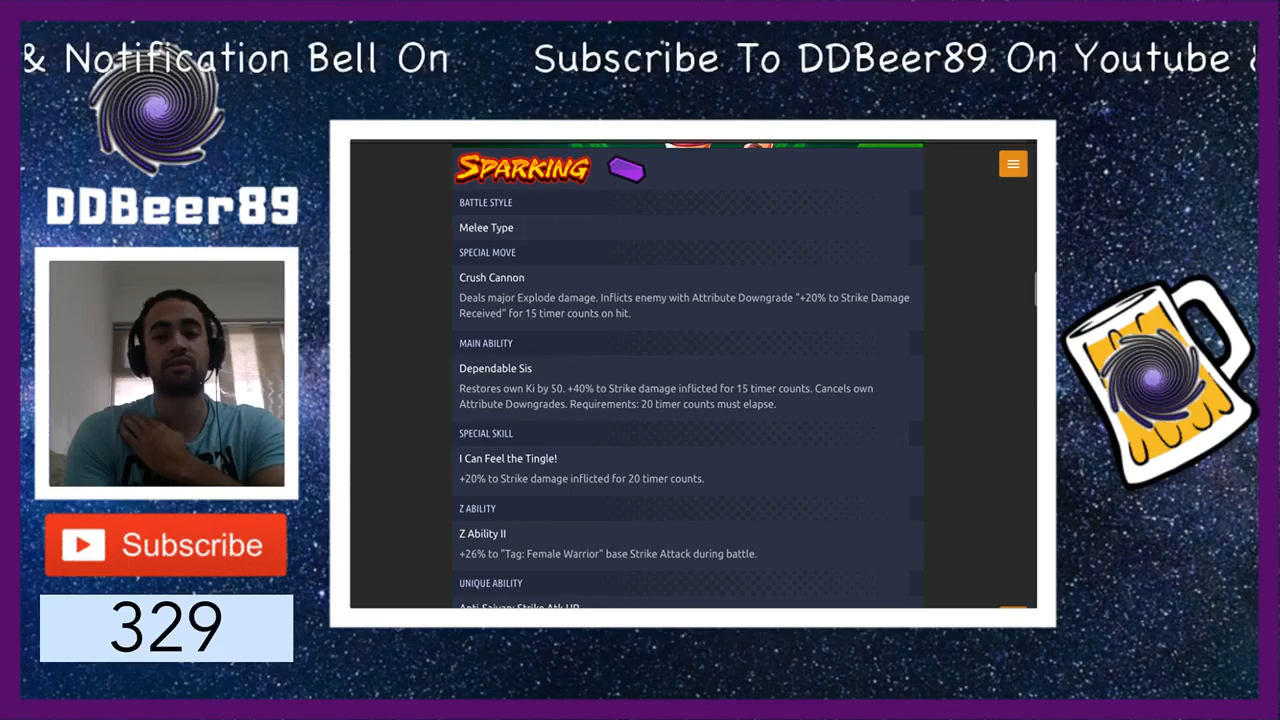 & Notification Bell On Subscribe To DDBeer89 On Youtube &
DDBeer89
Subscribe
329
SPARKING
BATTLE STYLE
Melee Type
SPECIAL MOVE
Crush Cannon
Deals major Explode damage. Inflicts enemy with Attribute Downgrade "+20% to Strike Damage
Received" for 15 timer counts on hit.
MAIN ABILITY
Dependable Sis
Restores own Ki by 50. +40% to Strike damage inflicted for 15 timer counts. Cancels own
Attribute Downgrades. Requirements: 20 timer counts must elapse.
SPECIAL SKILL
I Can Feel the Tingle!
+20% to Strike damage inflicted for 20 timer counts.
Z ABILITY
Z Ability II
+26% to "Tag: Female Warrior" base Strike Attack during battle.
UNIQUE ABILITY
Anti-Saiyan: Strike Atk UP